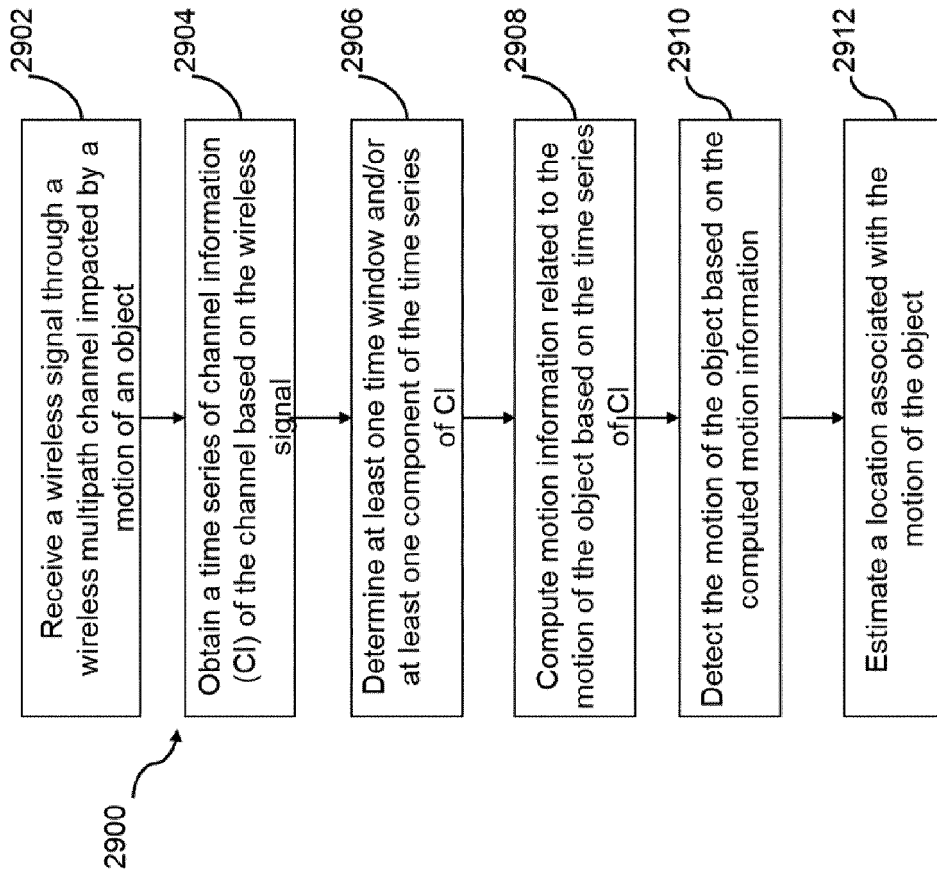 2900
Receive a wireless signal through a
wireless multipath channel impacted by a
motion of an object
2902
Obtain a time series of channel information
(CI) of the channel based on the wireless
signal
2904
Determine at least one time window and/or
at least one component of the time series
of CI
2906
Compute motion information related to the
motion of the object based on the time series
of CI
2908
Detect the motion of the object based on the
computed motion information
2910
Estimate a location associated with the
motion of the object
2912